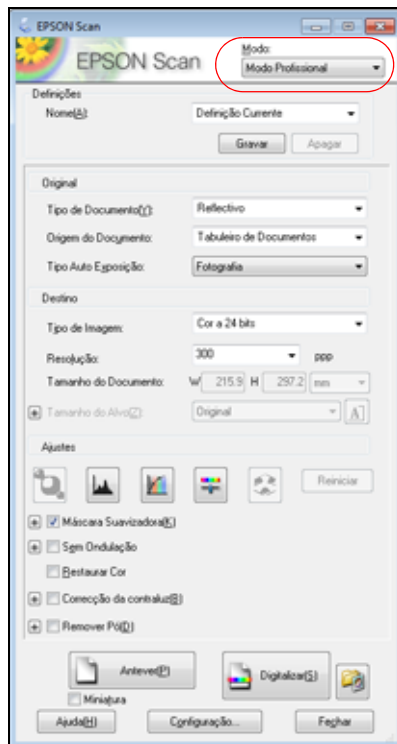 EPSON Scan
EPSON Scan
Modo:
Modo Profissional
Definições
Nome(A): Definição Currente
Gravar Apagar
Original
Tipo de Documento(Y): Reflectivo
Origem do Documento: Tabuleiro de Documentos
Tipo Auto Exposição: Fotografia
Destino
Tipo de Imagem: Cor a 24 bits
Resolução: 300 ppp
Tamanho do Documento: W 215.9 H 297.2 mm
Tamanho do Alvo(Z): Original A
Ajustes
Reiniciar
Máscara Suavizadora(K)
Sem Ondulação
Restaurar Cor
Correcção da contraluz(B)
Remover Pó(D)
Antever(P) Digitalizar(S)
Miniatura
Ajuda(H) Configuração... Fechar